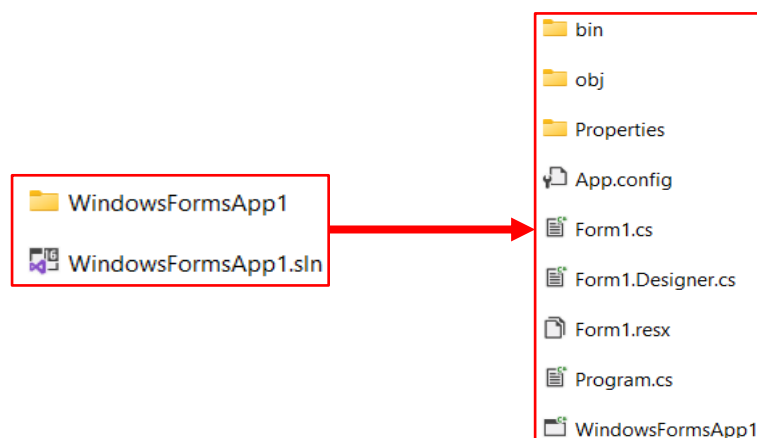 WindowsFormsApp1
WindowsFormsApp1.sln
bin
obj
Properties
App.config
Form1.cs
Form1.Designer.cs
Form1.resx
Program.cs
WindowsFormsApp1